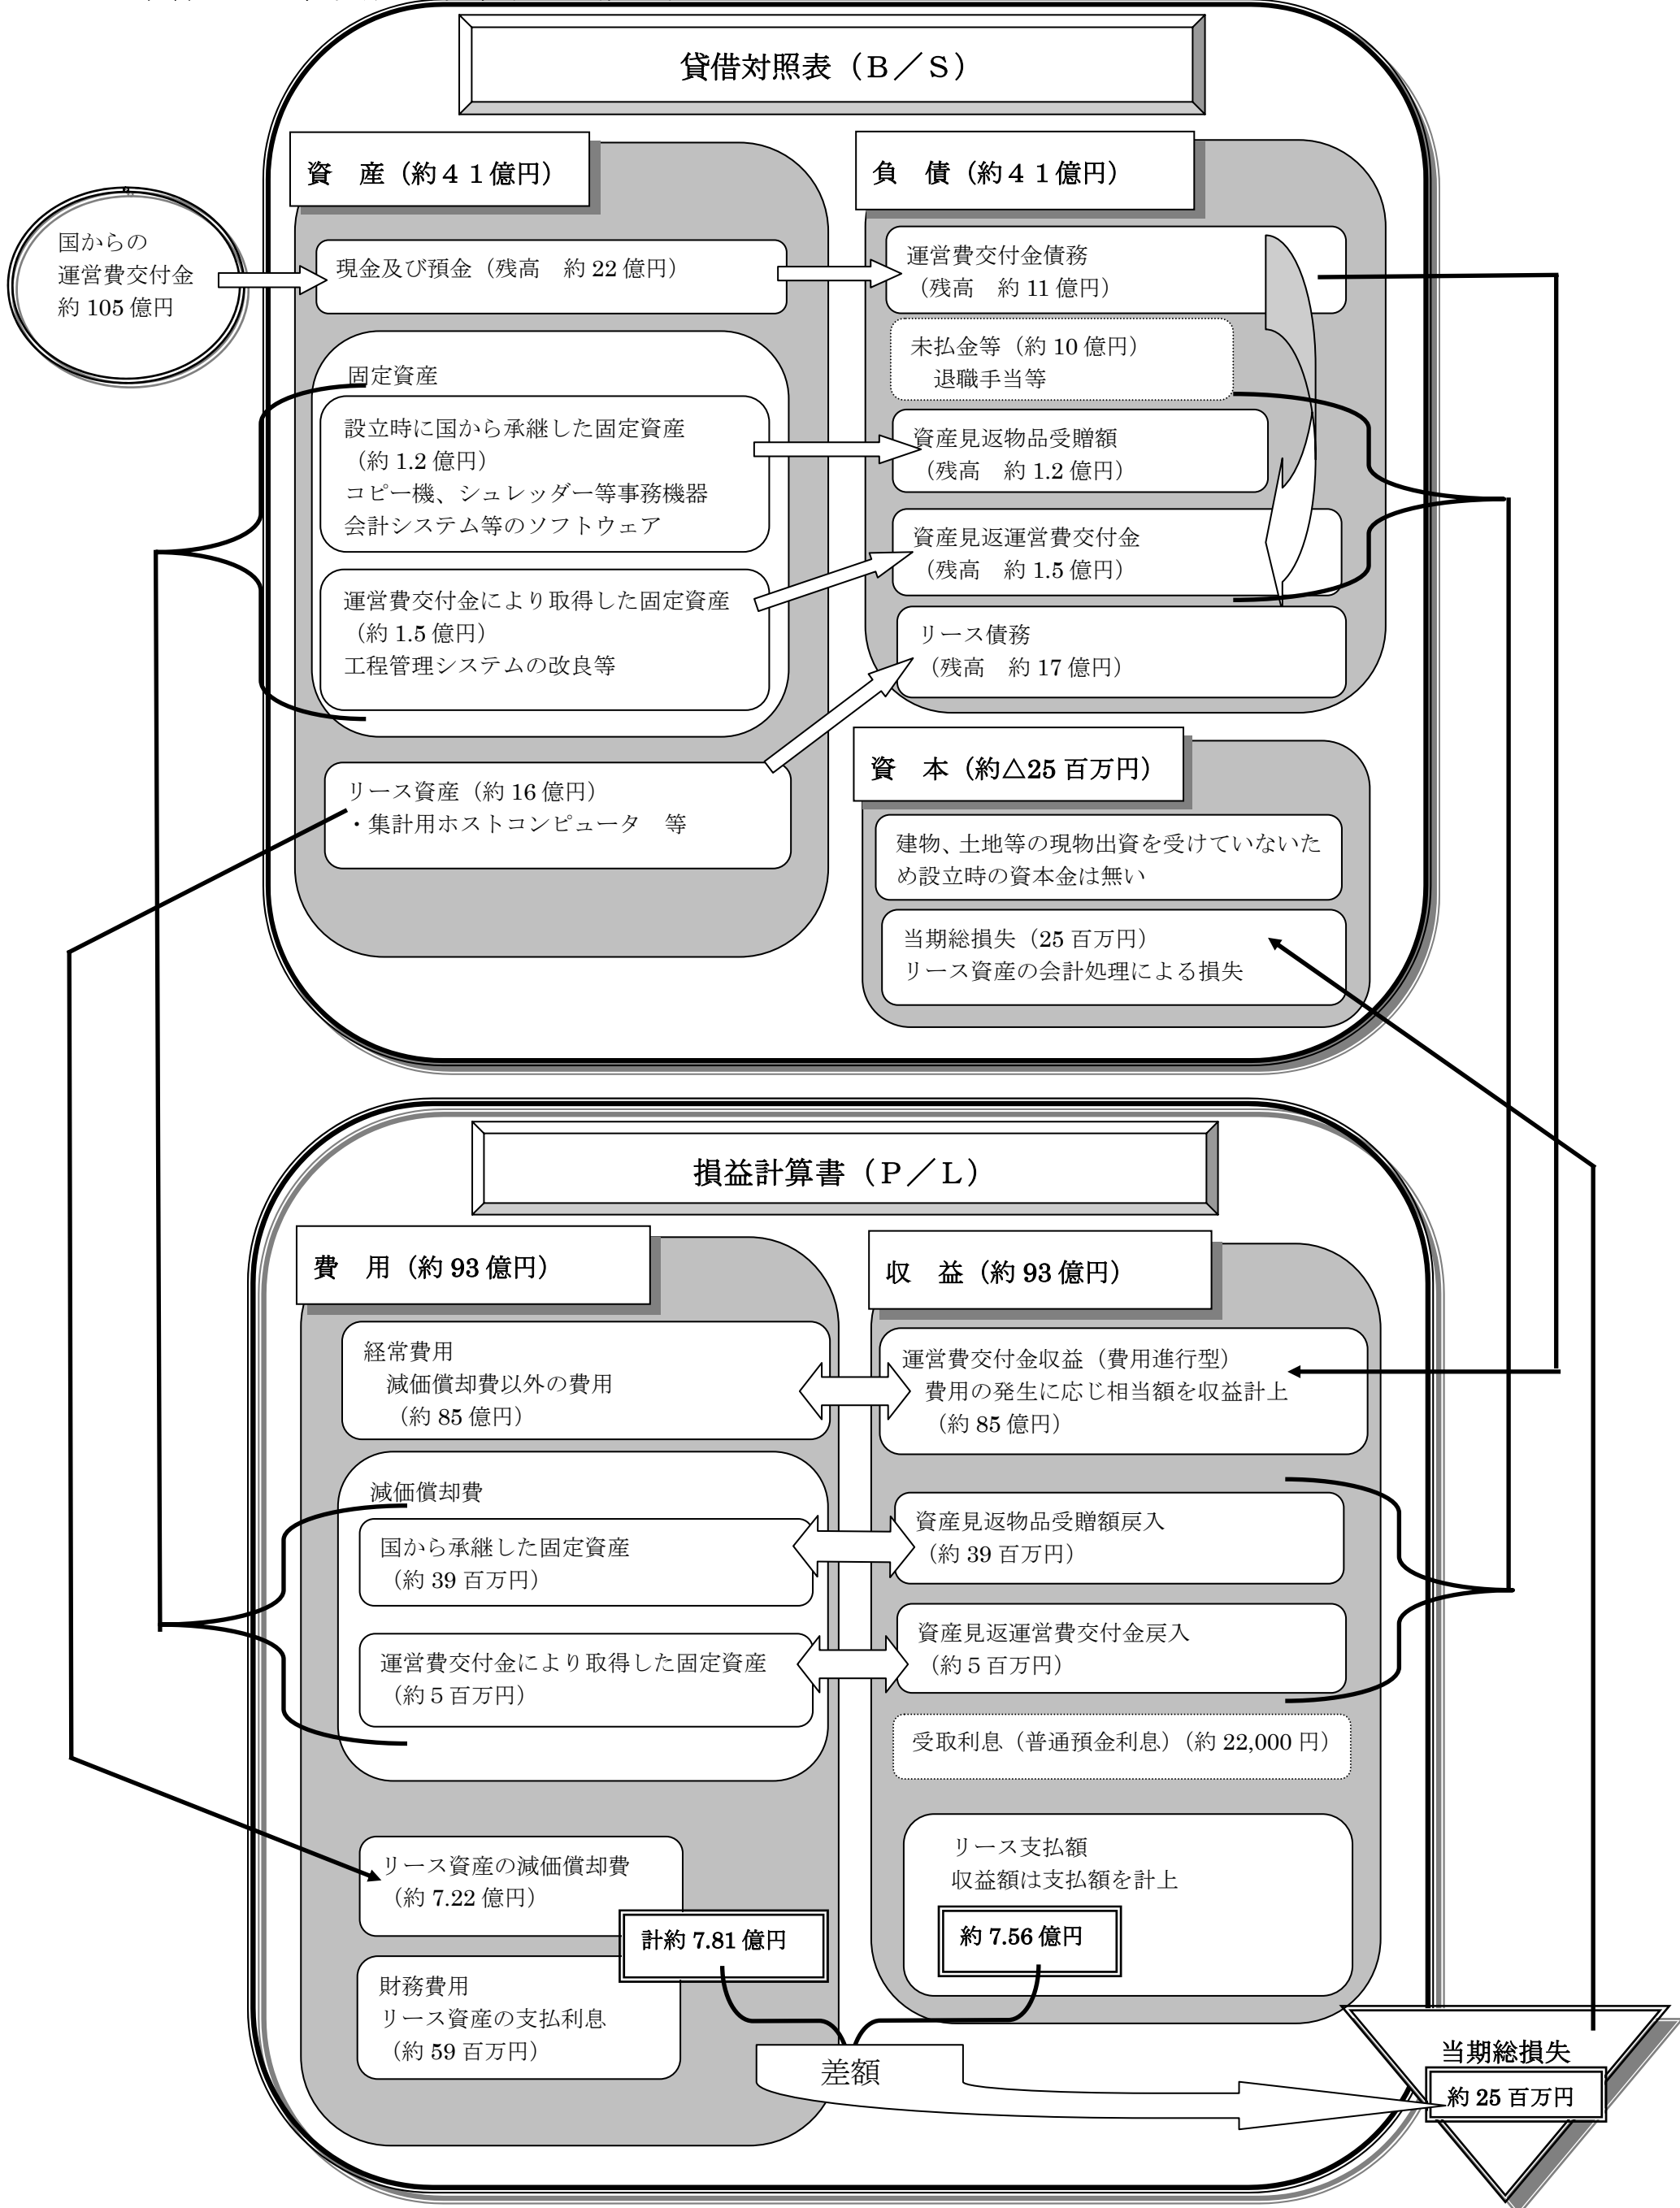 貸借対照表（Ｂ／Ｓ）
資　産（約４１億円）
負　債（約４１億円）
国からの
運営費交付金
約 105 億円
現金及び預金（残高　約 22 億円）
運営費交付金債務
（残高　約 11 億円）
未払金等（約 10 億円）
退職手当等
固定資産
設立時に国から承継した固定資産
（約 1.2 億円）
コピー機、シュレッダー等事務機器
会計システム等のソフトウェア
資産見返物品受贈額
（残高　約 1.2 億円）
運営費交付金により取得した固定資産
（約 1.5 億円）
工程管理システムの改良等
資産見返運営費交付金
（残高　約 1.5 億円）
リース債務
（残高　約 17 億円）
リース資産（約 16 億円）
・集計用ホストコンピュータ　等
資　本（約△25 百万円）
建物、土地等の現物出資を受けていないた
め設立時の資本金は無い
当期総損失（25 百万円）
リース資産の会計処理による損失
損益計算書（Ｐ／Ｌ）
費　用（約 93 億円）
収　益（約 93 億円）
経常費用
減価償却費以外の費用
（約 85 億円）
運営費交付金収益（費用進行型）
費用の発生に応じ相当額を収益計上
（約 85 億円）
減価償却費
国から承継した固定資産
（約 39 百万円）
資産見返物品受贈額戻入
（約 39 百万円）
運営費交付金により取得した固定資産
（約５百万円）
資産見返運営費交付金戻入
（約５百万円）
受取利息（普通預金利息）（約 22,000 円）
リース資産の減価償却費
（約 7.22 億円）
計約 7.81 億円
財務費用
リース資産の支払利息
（約 59 百万円）
リース支払額
収益額は支払額を計上
約 7.56 億円
差額
当期総損失
約 25 百万円